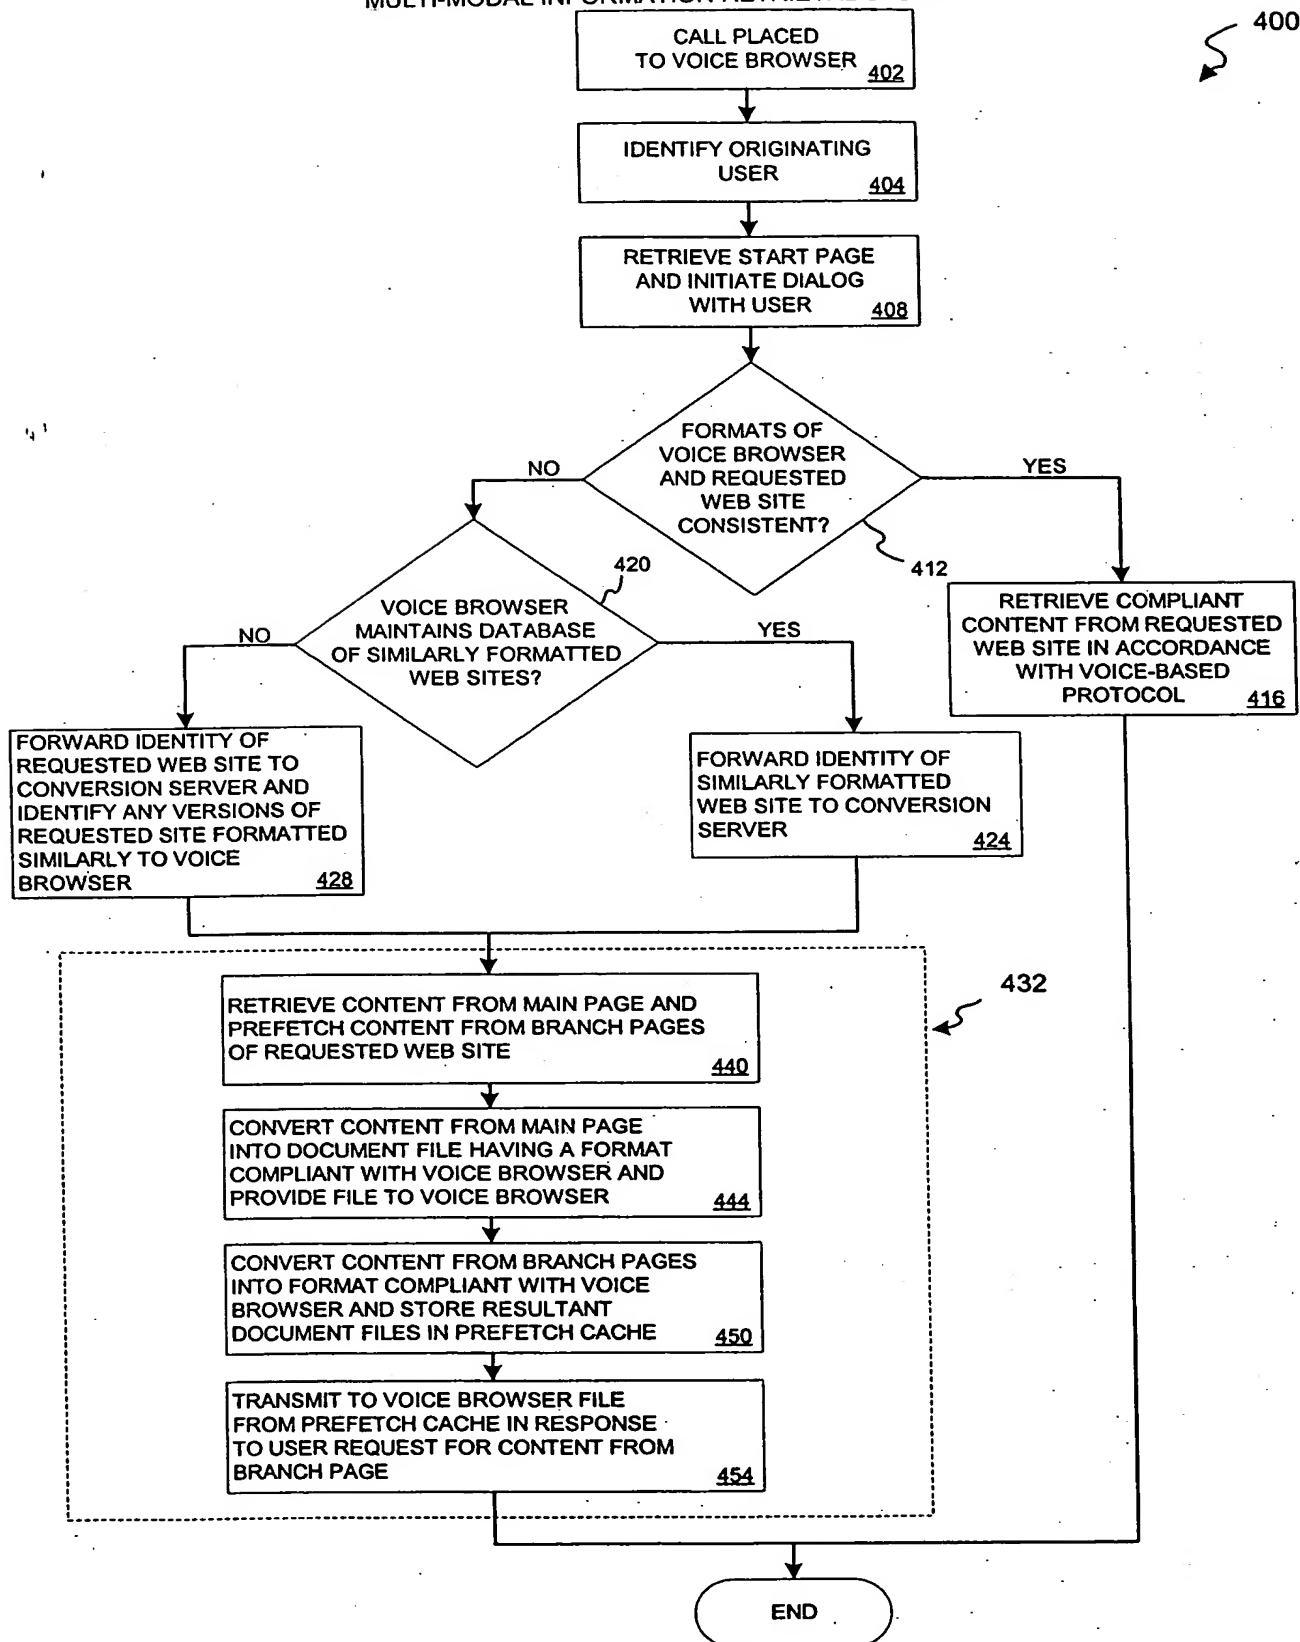 400
CALL PLACED
TO VOICE BROWSER
402
IDENTIFY ORIGINATING
USER
404
RETRIEVE START PAGE
AND INITIATE DIALOG
WITH USER
408
FORMATS OF
VOICE BROWSER
AND REQUESTED
WEB SITE
CONSISTENT?
NO
YES
412
420
VOICE BROWSER
MAINTAINS DATABASE
OF SIMILARLY FORMATTED
WEB SITES?
NO
YES
RETRIEVE COMPLIANT
CONTENT FROM REQUESTED
WEB SITE IN ACCORDANCE
WITH VOICE-BASED
PROTOCOL
416
FORWARD IDENTITY OF
REQUESTED WEB SITE TO
CONVERSION SERVER AND
IDENTIFY ANY VERSIONS OF
REQUESTED SITE FORMATTED
SIMILARLY TO VOICE
BROWSER
428
FORWARD IDENTITY OF
SIMILARLY FORMATTED
WEB SITE TO CONVERSION
SERVER
424
432
RETRIEVE CONTENT FROM MAIN PAGE AND
PREFETCH CONTENT FROM BRANCH PAGES
OF REQUESTED WEB SITE
440
CONVERT CONTENT FROM MAIN PAGE
INTO DOCUMENT FILE HAVING A FORMAT
COMPLIANT WITH VOICE BROWSER AND
PROVIDE FILE TO VOICE BROWSER
444
CONVERT CONTENT FROM BRANCH PAGES
INTO FORMAT COMPLIANT WITH VOICE
BROWSER AND STORE RESULTANT
DOCUMENT FILES IN PREFETCH CACHE
450
TRANSMIT TO VOICE BROWSER FILE
FROM PREFETCH CACHE IN RESPONSE
TO USER REQUEST FOR CONTENT FROM
BRANCH PAGE
454
END